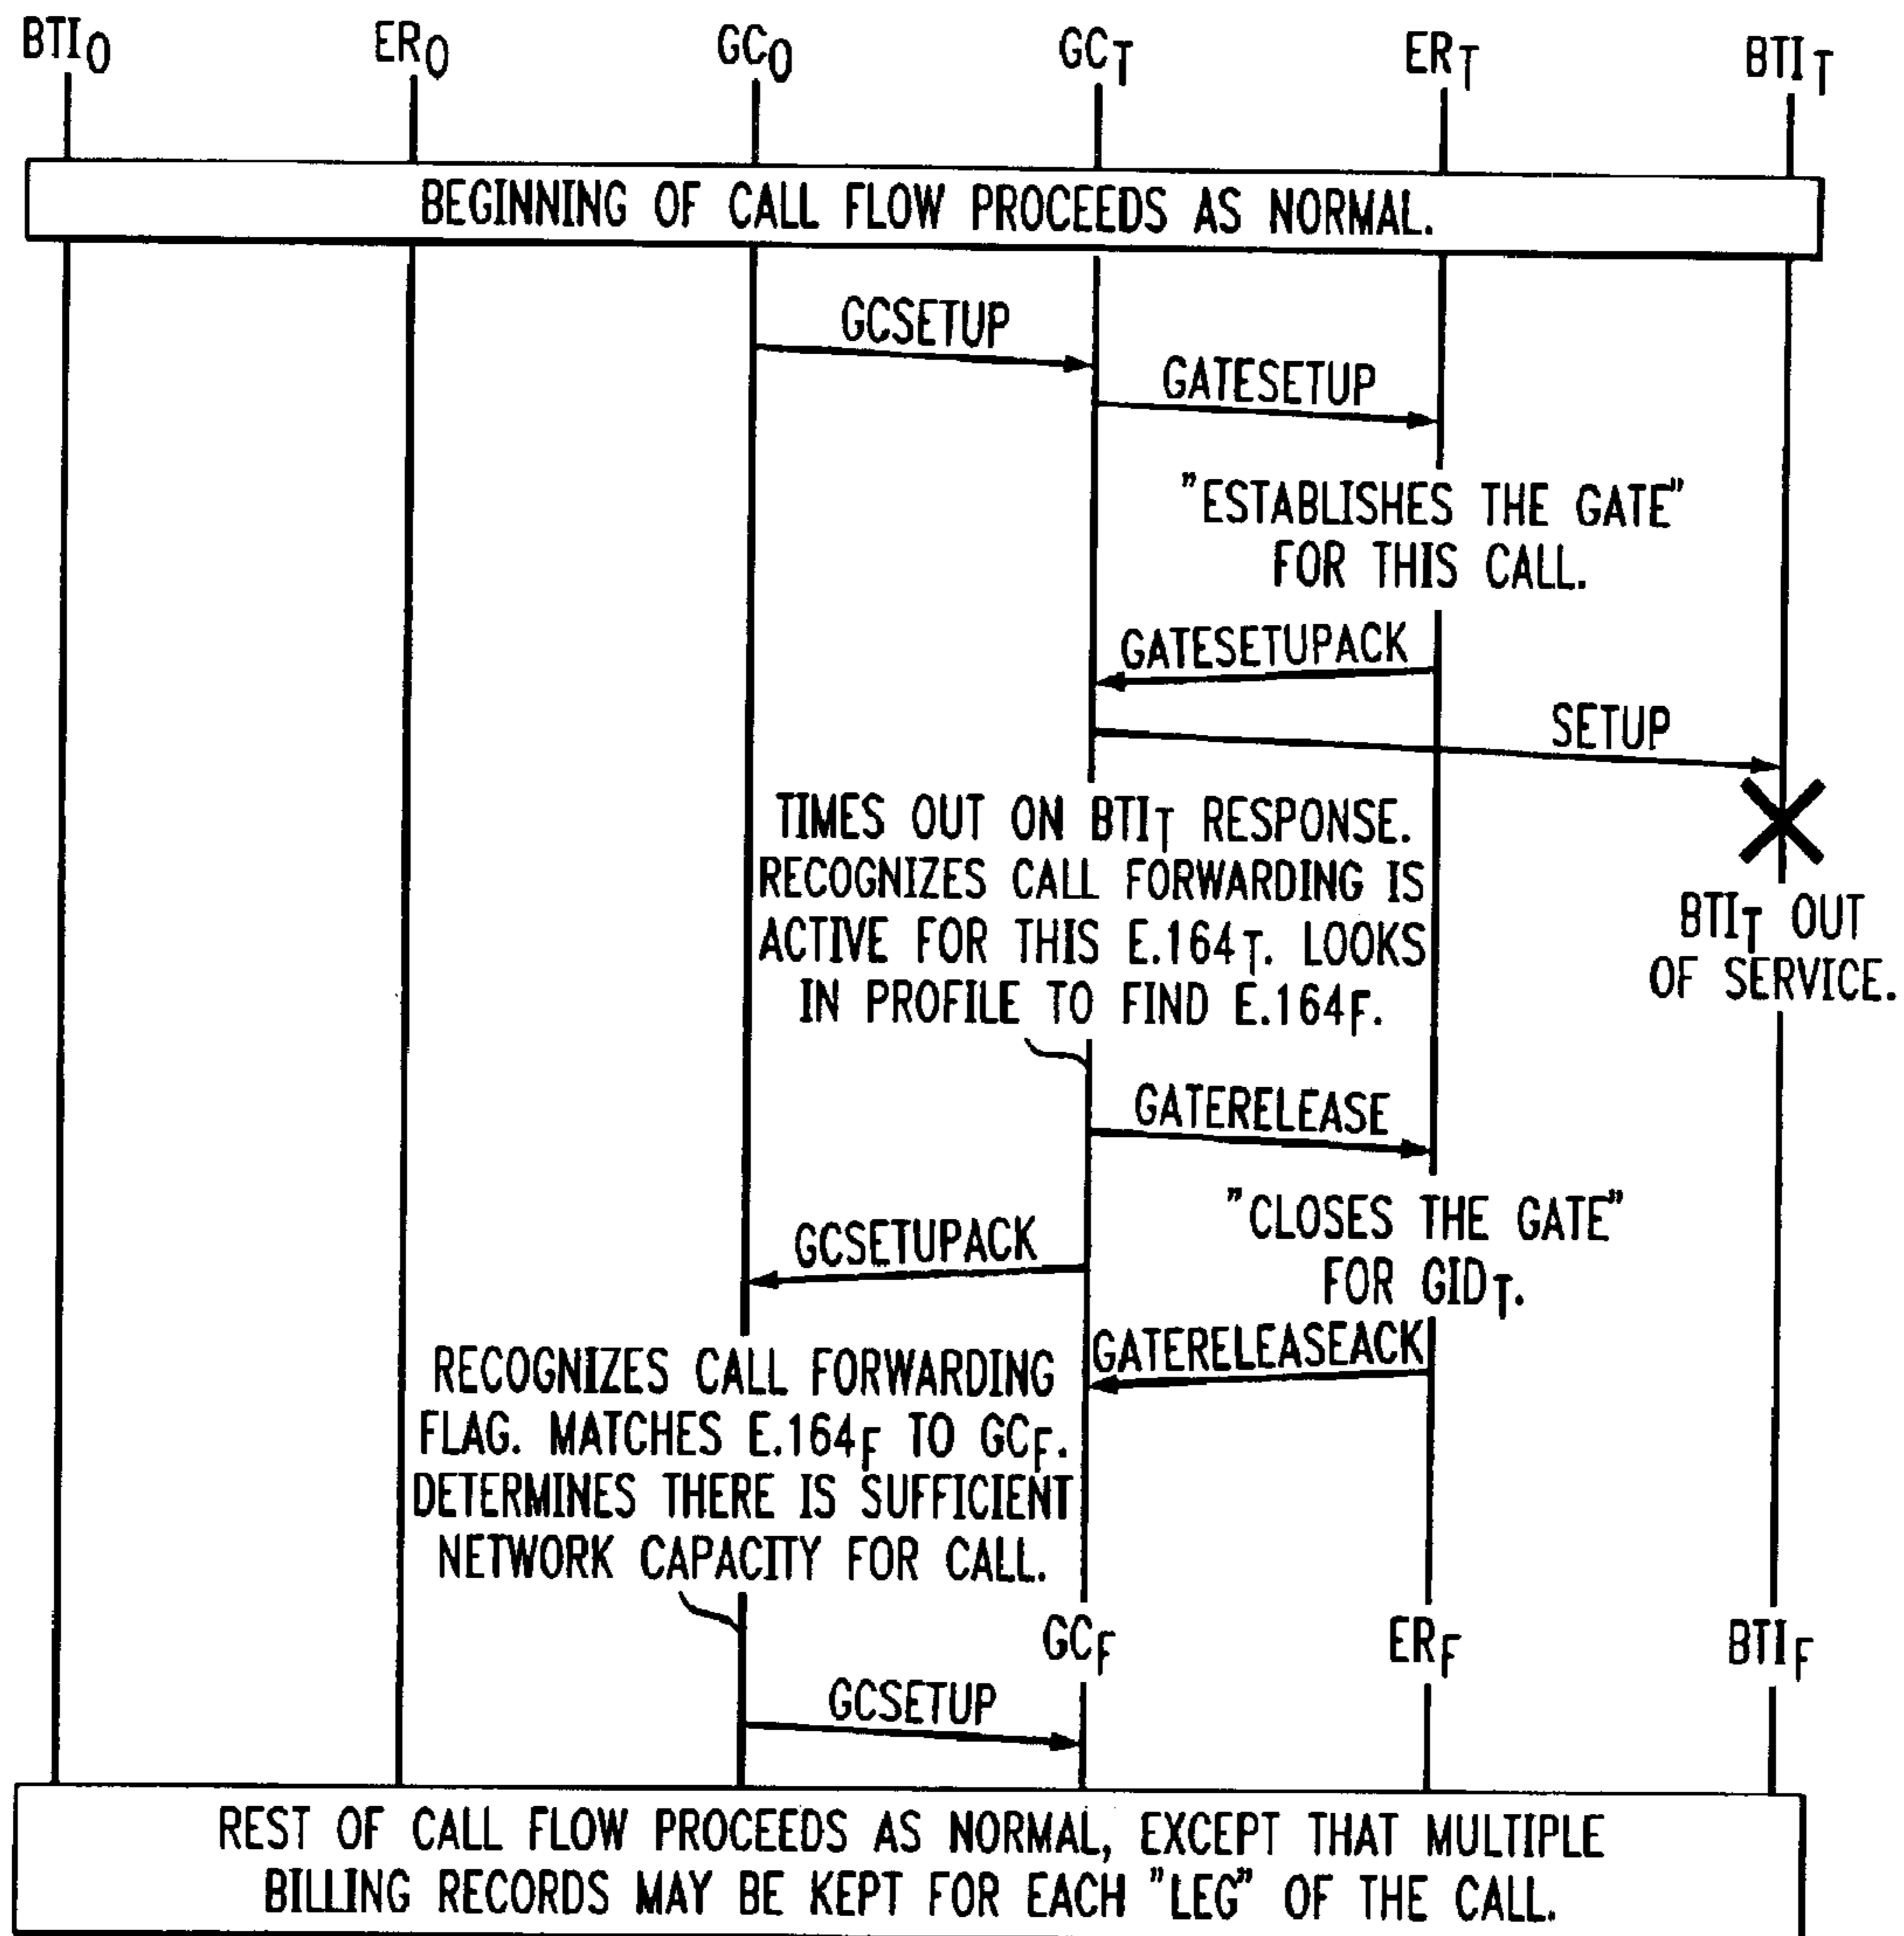 BTIO ERO GCO GCT ERT BTIT
BEGINNING OF CALL FLOW PROCEEDS AS NORMAL.
GCSETUP
GATESETUP
"ESTABLISHES THE GATE"
FOR THIS CALL.
GATESETUPACK
SETUP
TIMES OUT ON BTIT RESPONSE.
RECOGNIZES CALL FORWARDING IS
ACTIVE FOR THIS E.164T. LOOKS
IN PROFILE TO FIND E.164F.
BTIT OUT
OF SERVICE.
GATERELEASE
"CLOSES THE GATE"
FOR GIDT.
GCSETUPACK
GATERELEASEACK
RECOGNIZES CALL FORWARDING
FLAG. MATCHES E.164F TO GCF.
DETERMINES THERE IS SUFFICIENT
NETWORK CAPACITY FOR CALL.
GCF ERF BTIF
GCSETUP
REST OF CALL FLOW PROCEEDS AS NORMAL, EXCEPT THAT MULTIPLE
BILLING RECORDS MAY BE KEPT FOR EACH "LEG" OF THE CALL.